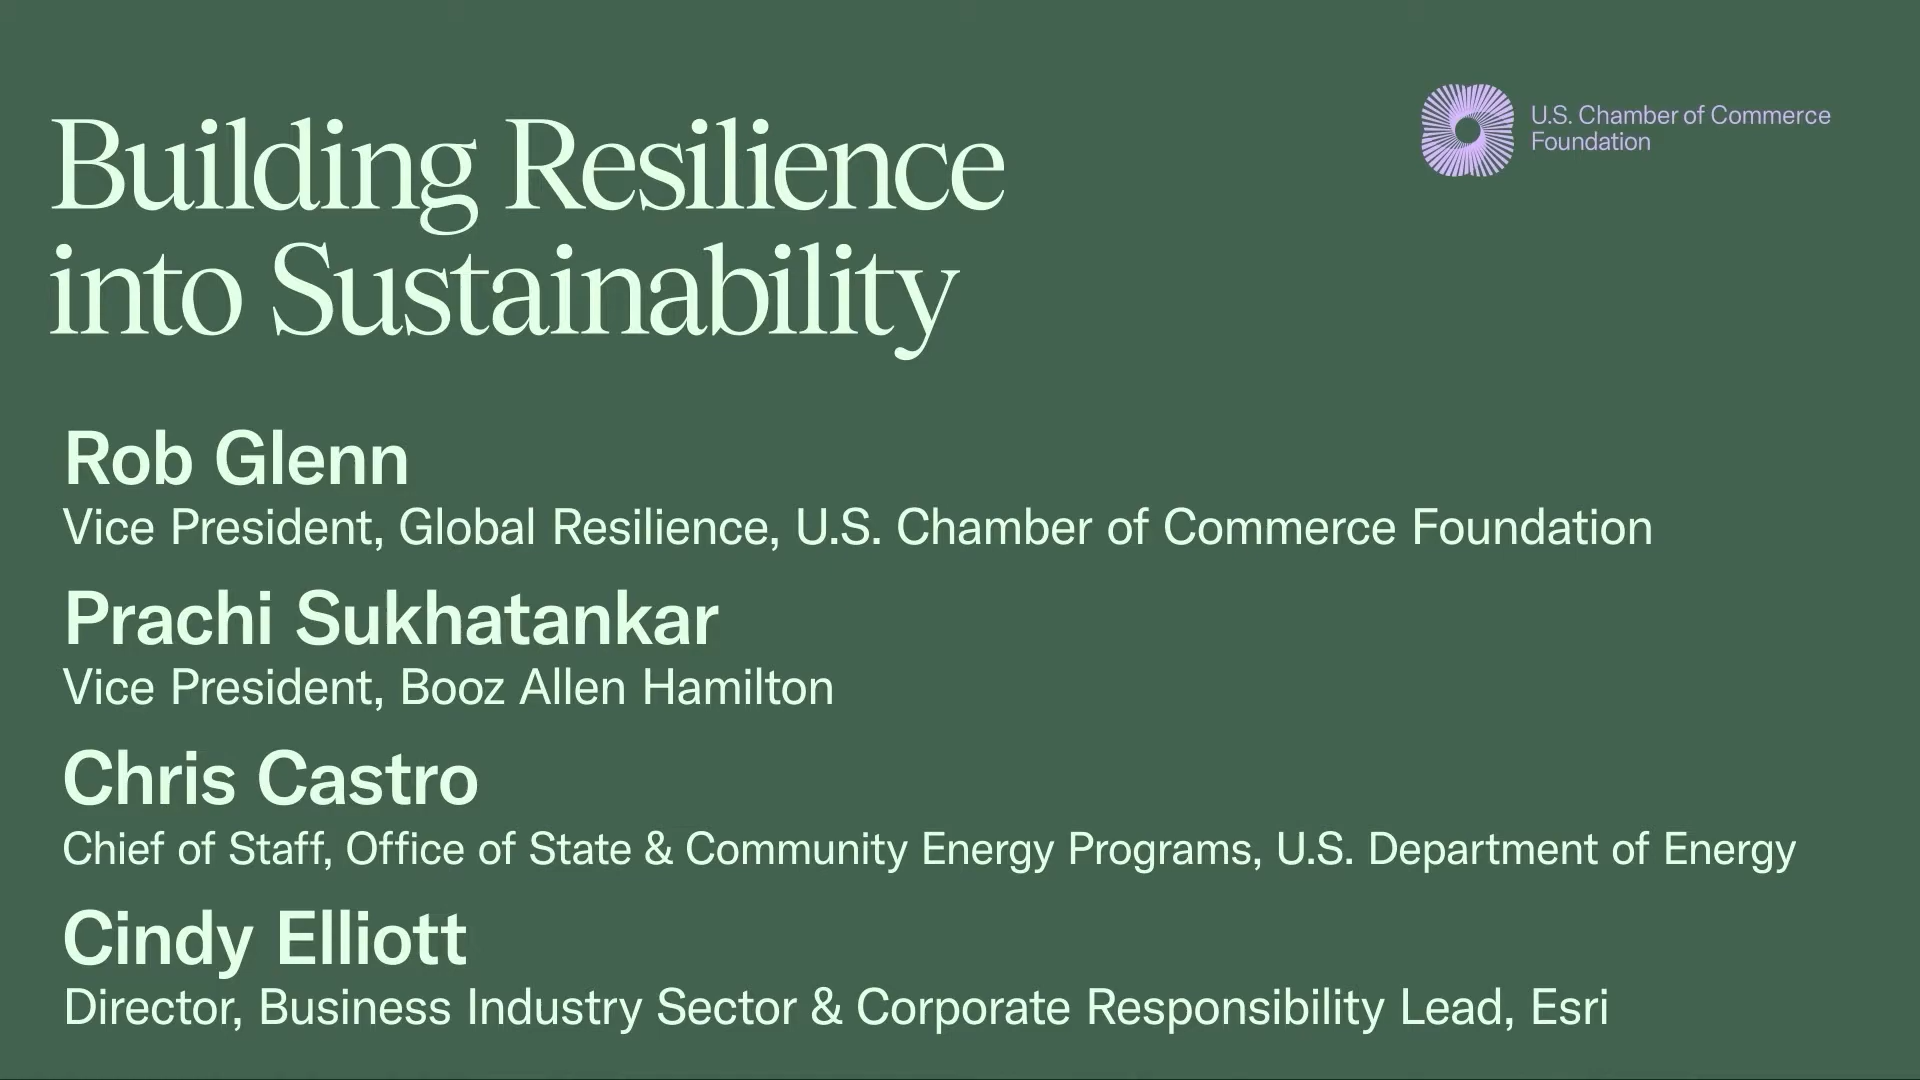 Building Resilience
into Sustainability
U.S. Chamber of Commerce
Foundation
Rob Glenn
Vice President, Global Resilience, U.S. Chamber of Commerce Foundation
Prachi Sukhatankar
Vice President, Booz Allen Hamilton
Chris Castro
Chief of Staff, Office of State & Community Energy Programs, U.S. Department of Energy
Cindy Elliott
Director, Business Industry Sector & Corporate Responsibility Lead, Esri